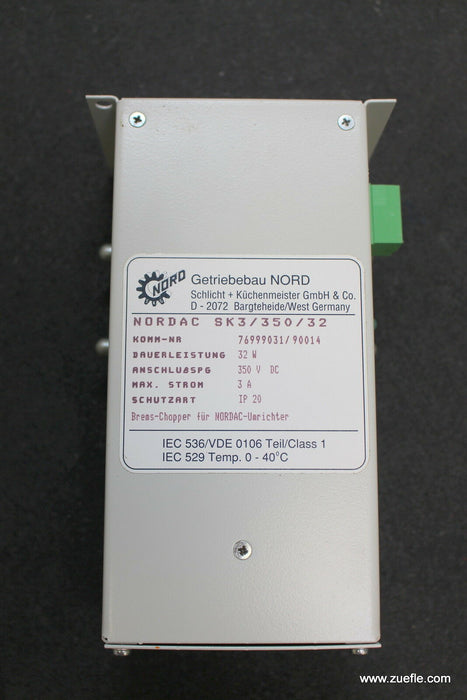 NORD
Getriebebau NORD
Schlicht + Küchenmeister GmbH & Co.
D - 2072 Bargteheide/West Germany
NORDAC SK3/350/32
KOMM-NR 76999031/90014
DAUERLEISTUNG 32 W
ANSCHLUßSPG 350 V DC
MAX. STROM 3 A
SCHUTZART IP 20
Brems-Chopper für NORDAC-Umrichter
IEC 536/VDE 0106 Teil/Class 1
IEC 529 Temp. 0 - 40°C
www.zuefle.com